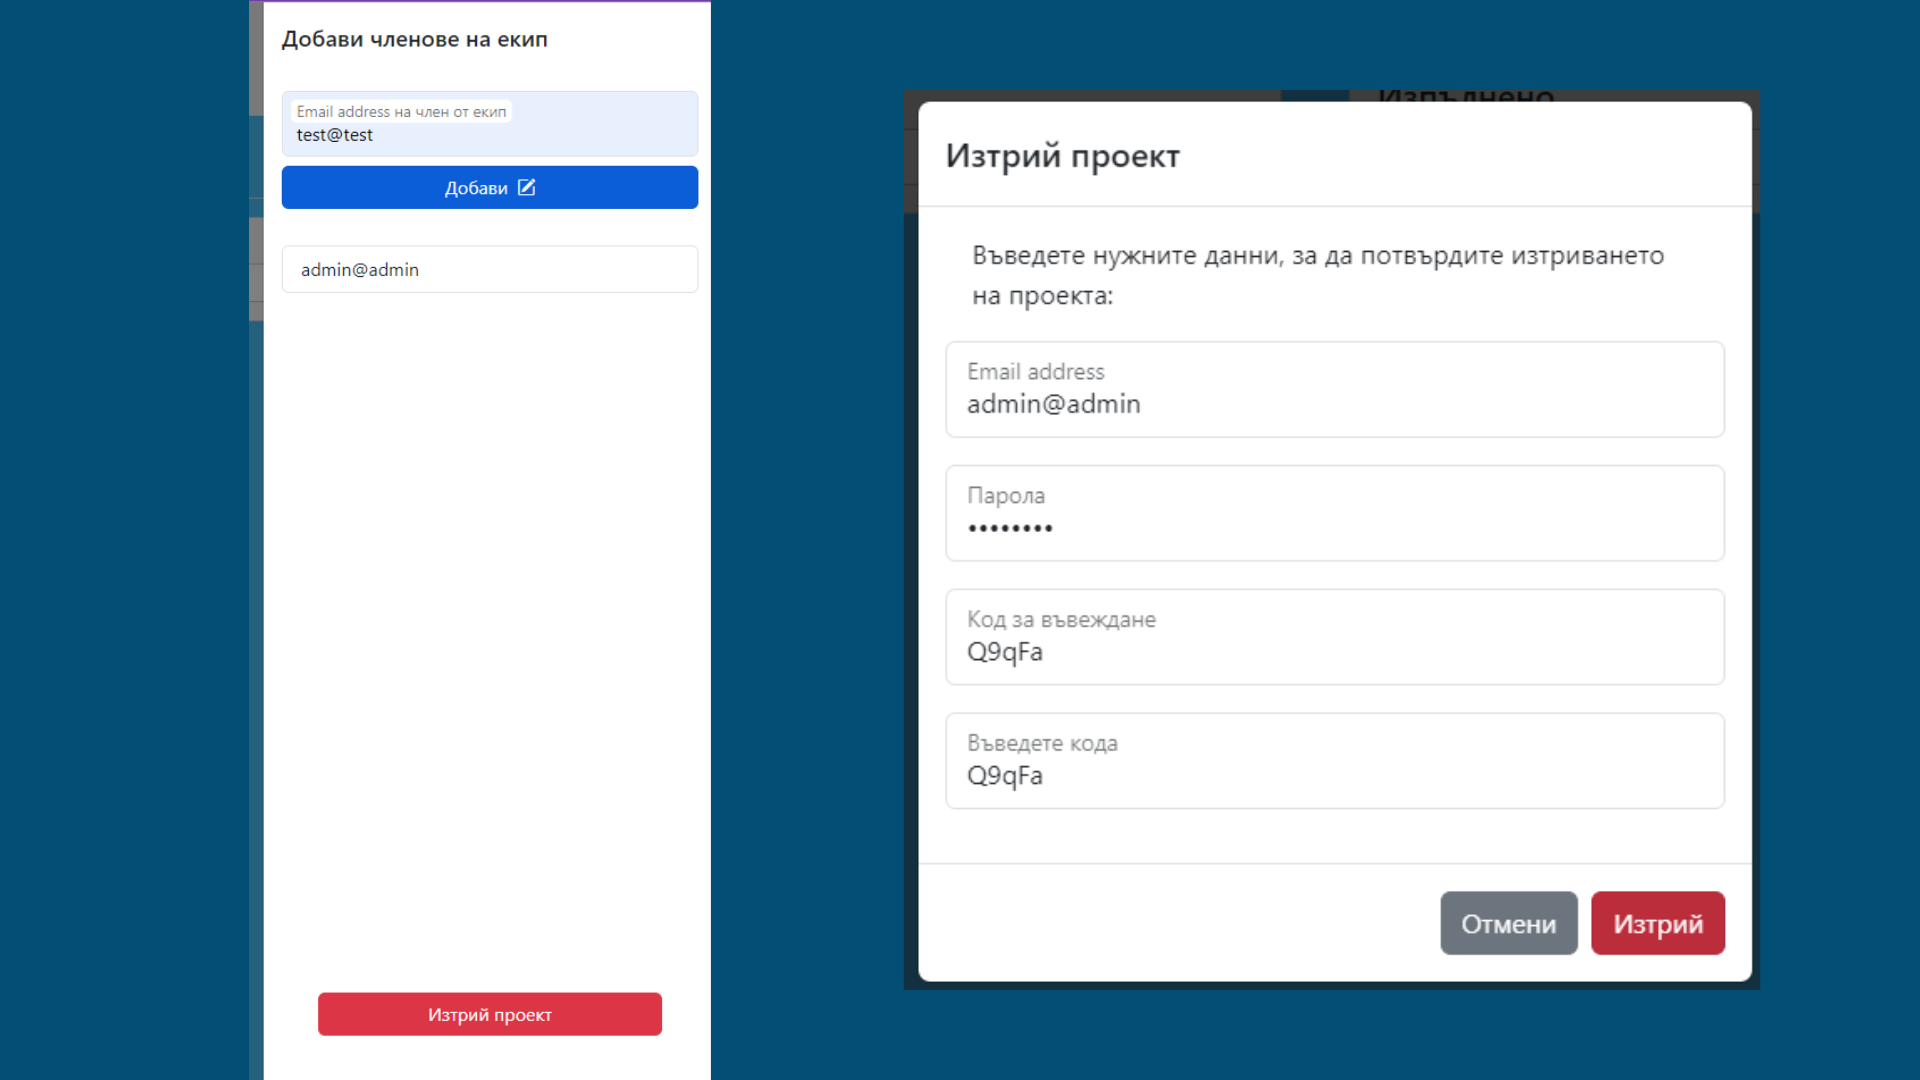 Добави членове на екип
Email address на член от екип
test@test
Добави
admin@admin
Изтрий проект
Изпълнено
Изтрий проект
Въведете нужните данни, за да потвърдите изтриването
на проекта:
Email address
admin@admin
Парола
••••••••
Код за въвеждане
Q9qFa
Въведете кода
Q9qFa
Отмени
Изтрий